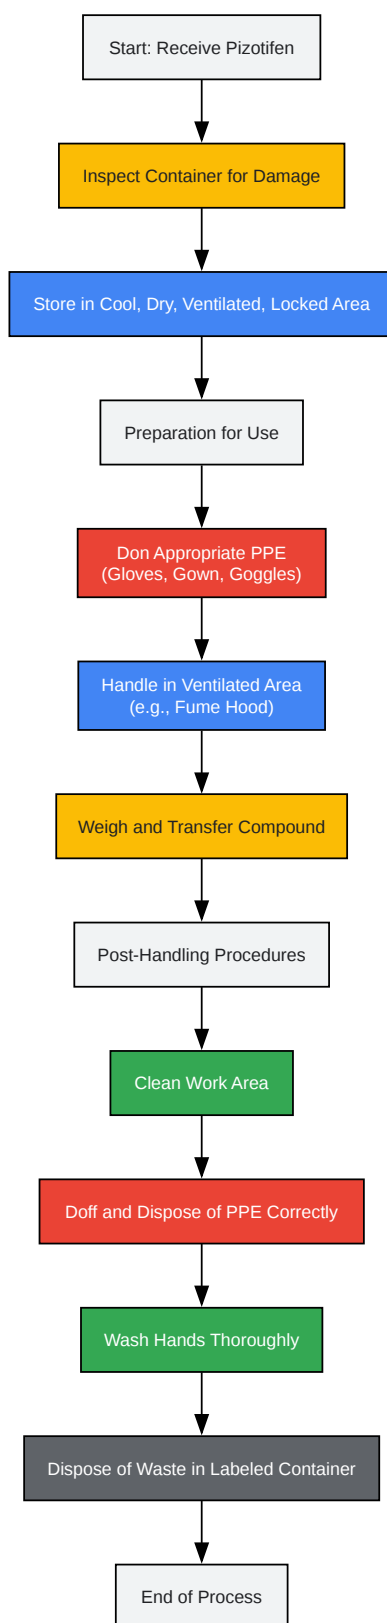 Start: Receive Pizotifen
Inspect Container for Damage
Store in Cool, Dry, Ventilated, Locked Area
Preparation for Use
Don Appropriate PPE
(Gloves, Gown, Goggles)
Handle in Ventilated Area
(e.g., Fume Hood)
Weigh and Transfer Compound
Post-Handling Procedures
Clean Work Area
Doff and Dispose of PPE Correctly
Wash Hands Thoroughly
Dispose of Waste in Labeled Container
End of Process